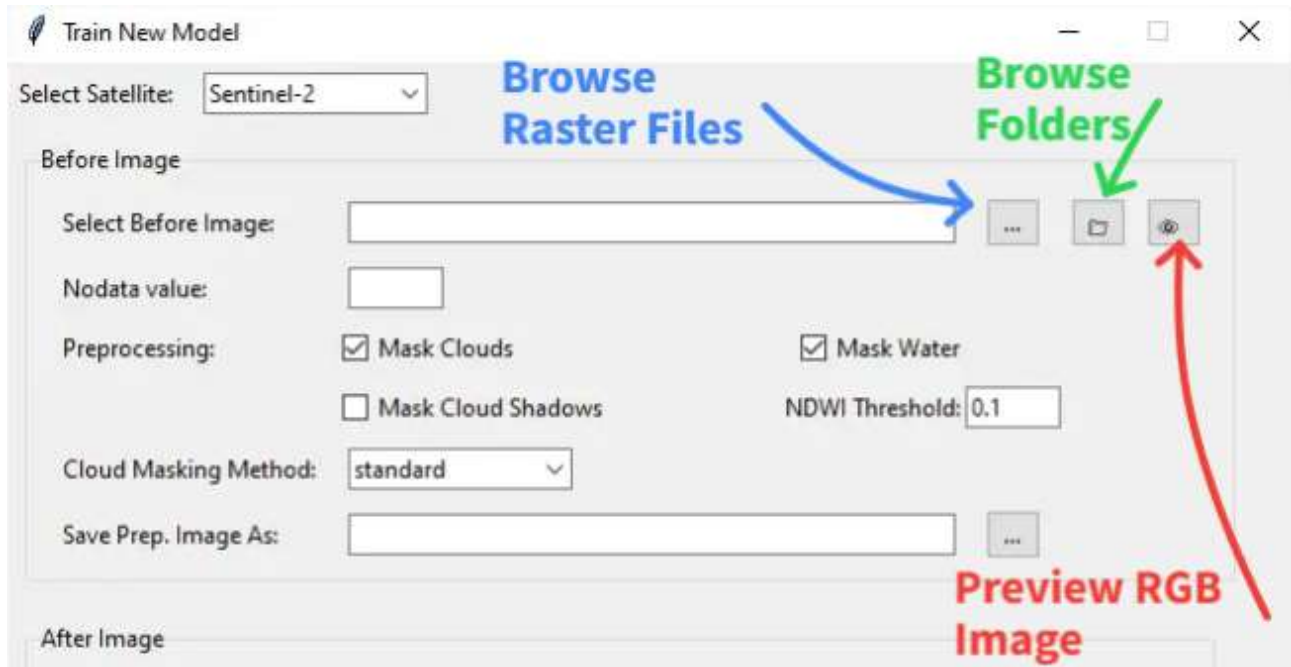 Train New Model
Select Satellite: Sentinel-2
Browse
Raster Files
Browse
Folders
Before Image
Select Before Image: ...
Nodata value:
Preprocessing: Mask Clouds Mask Water
Mask Cloud Shadows NDWI Threshold: 0.1
Cloud Masking Method: standard
Save Prep. Image As: ...
Preview RGB
Image
After Image